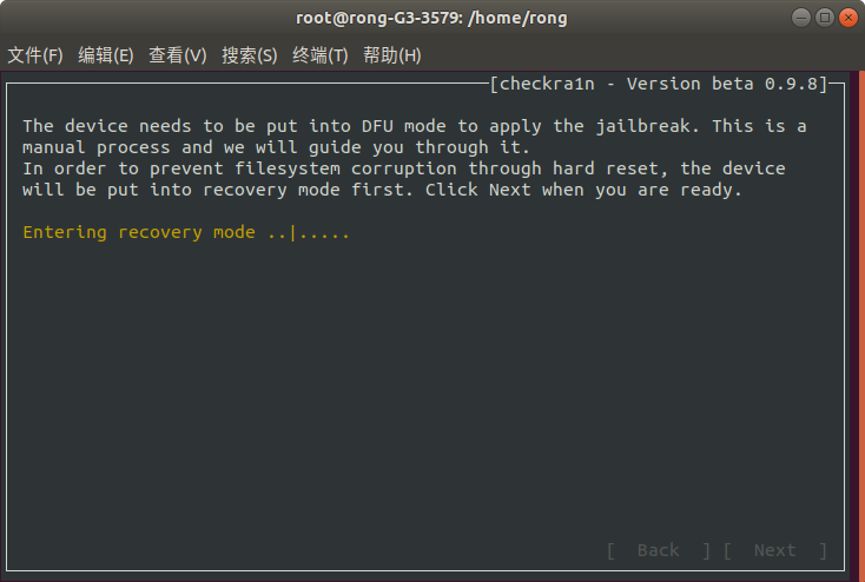 root@rong-G3-3579: /home/rong
文件(F) 编辑(E) 查看(V) 搜索(S) 终端(T) 帮助(H)
[checkra1n - Version beta 0.9.8]
The device needs to be put into DFU mode to apply the jailbreak. This is a
manual process and we will guide you through it.
In order to prevent filesystem corruption through hard reset, the device
will be put into recovery mode first. Click Next when you are ready.
Entering recovery mode ..|.....
[ Back ] [ Next ]